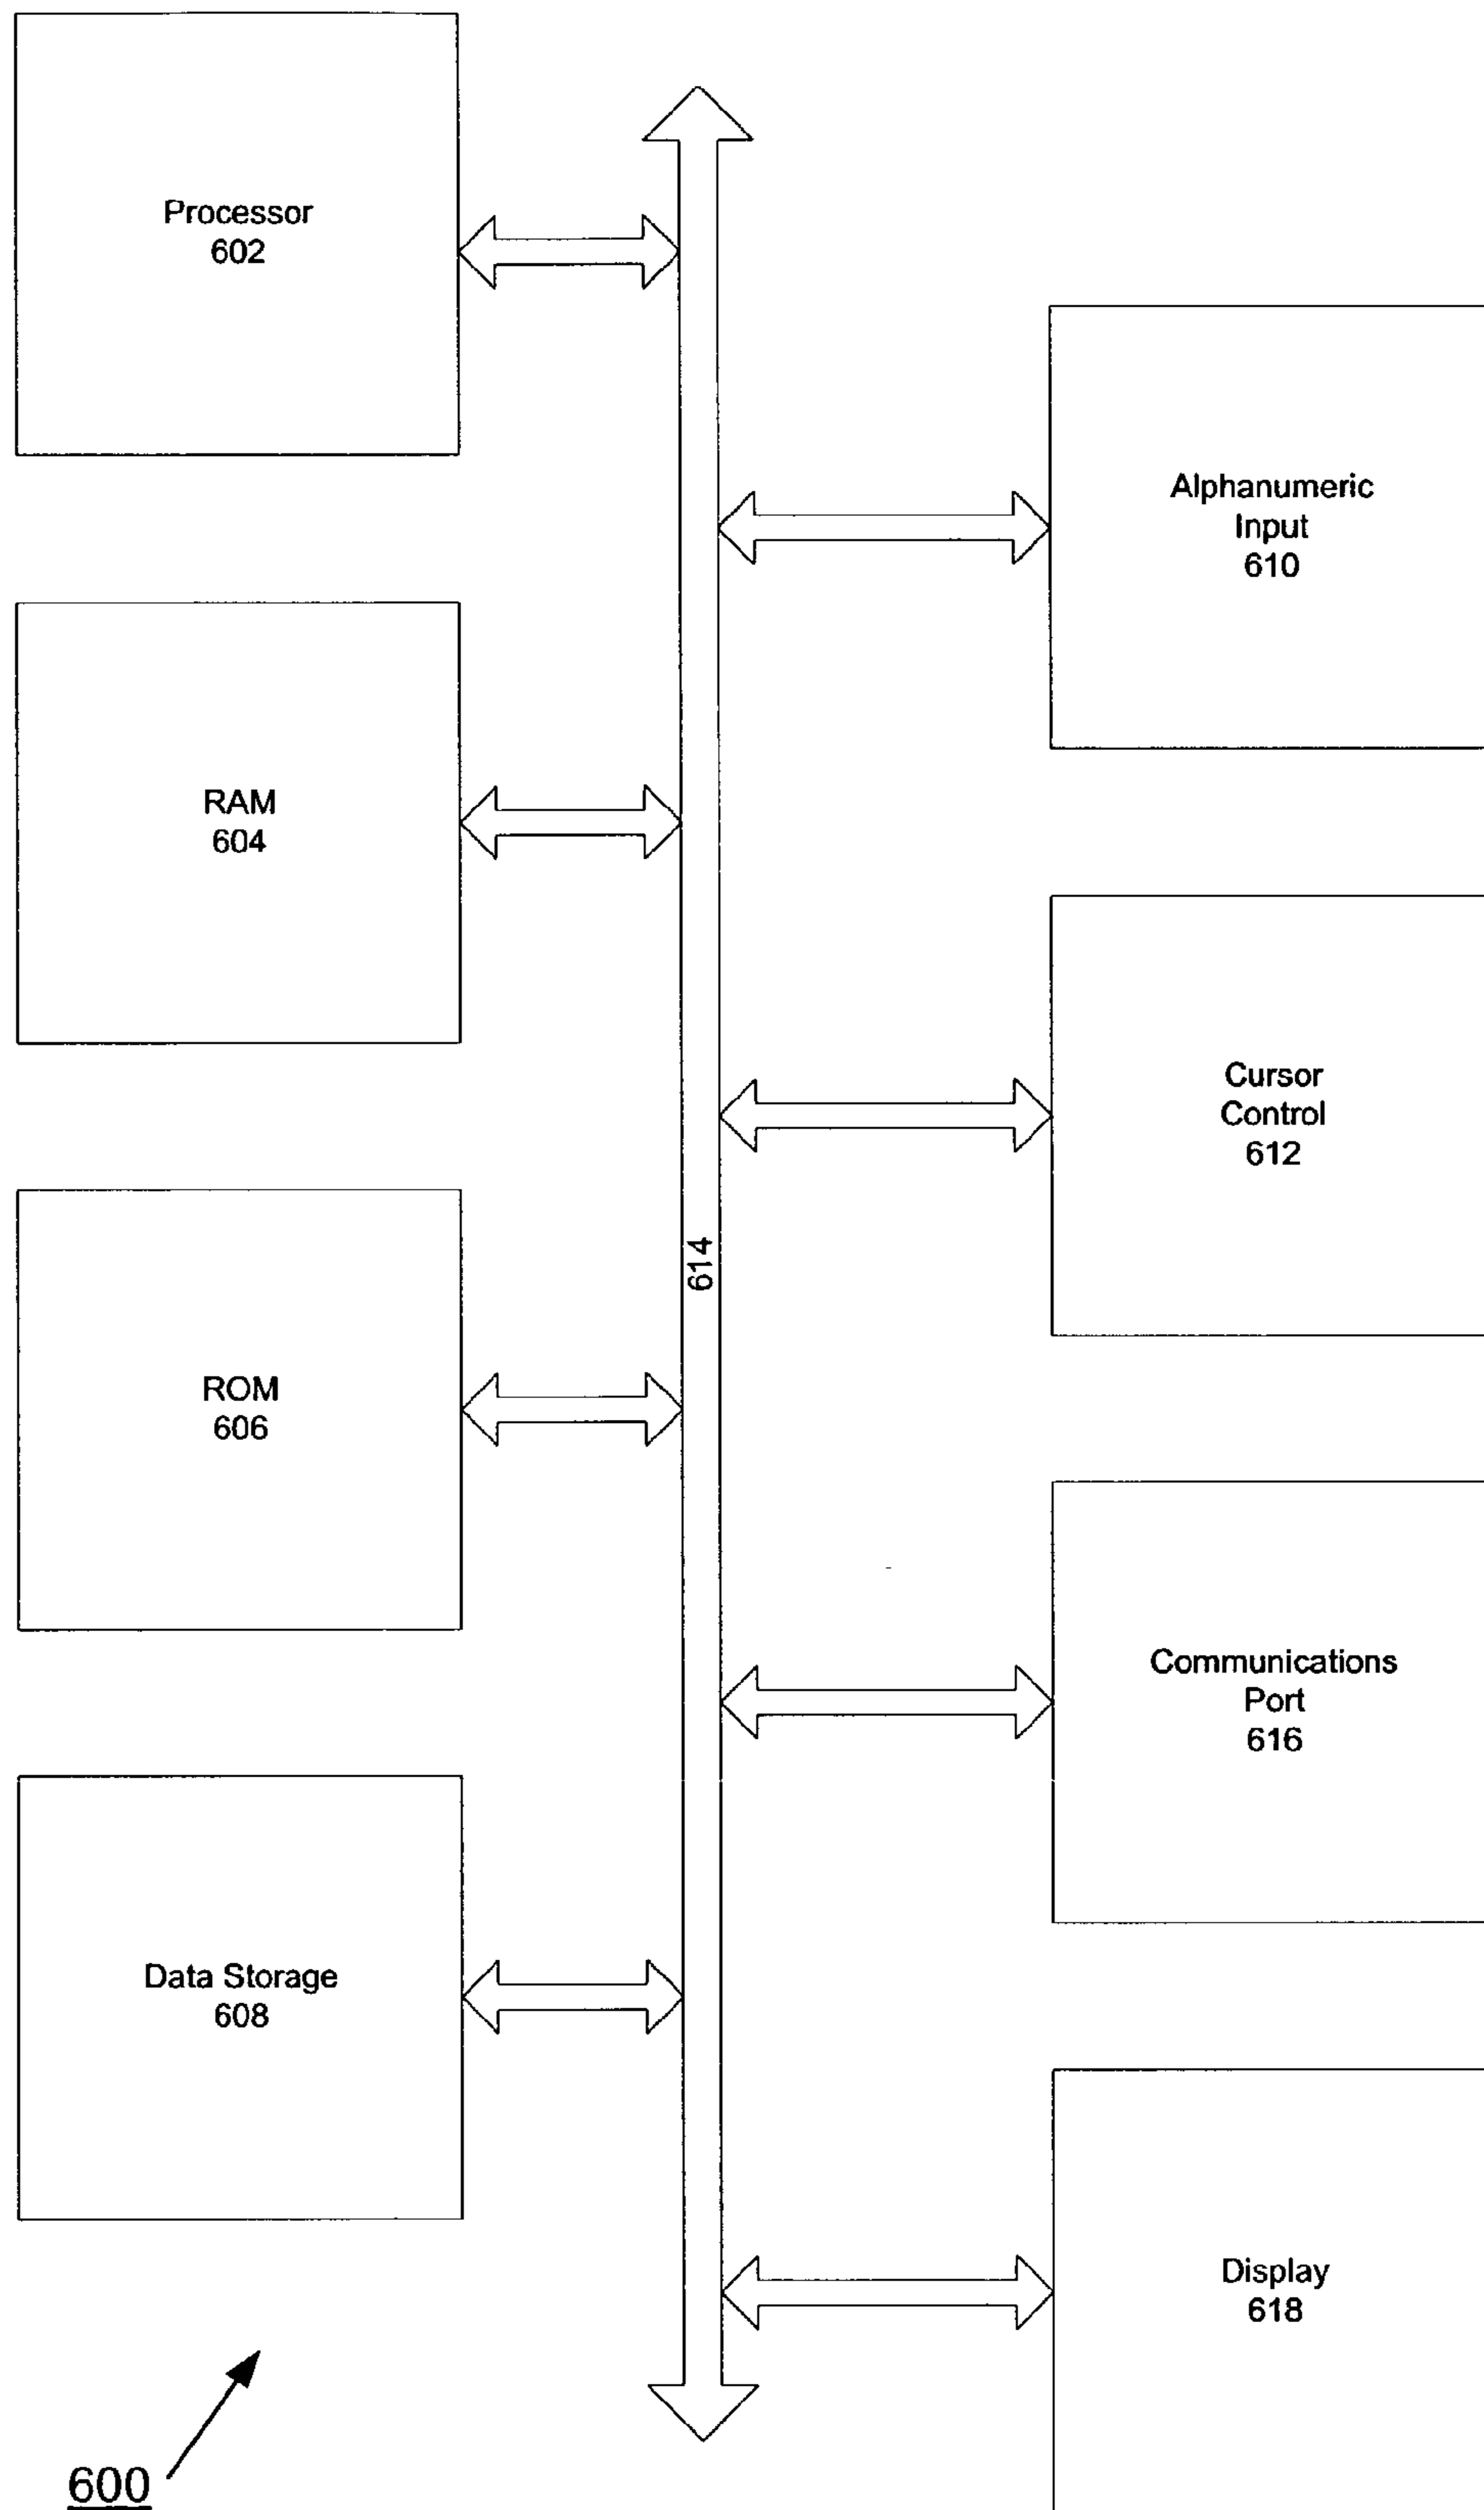 Processor
602
RAM
604
ROM
606
Data Storage
608
614
Alphanumeric
Input
610
Cursor
Control
612
Communications
Port
616
Display
618
600